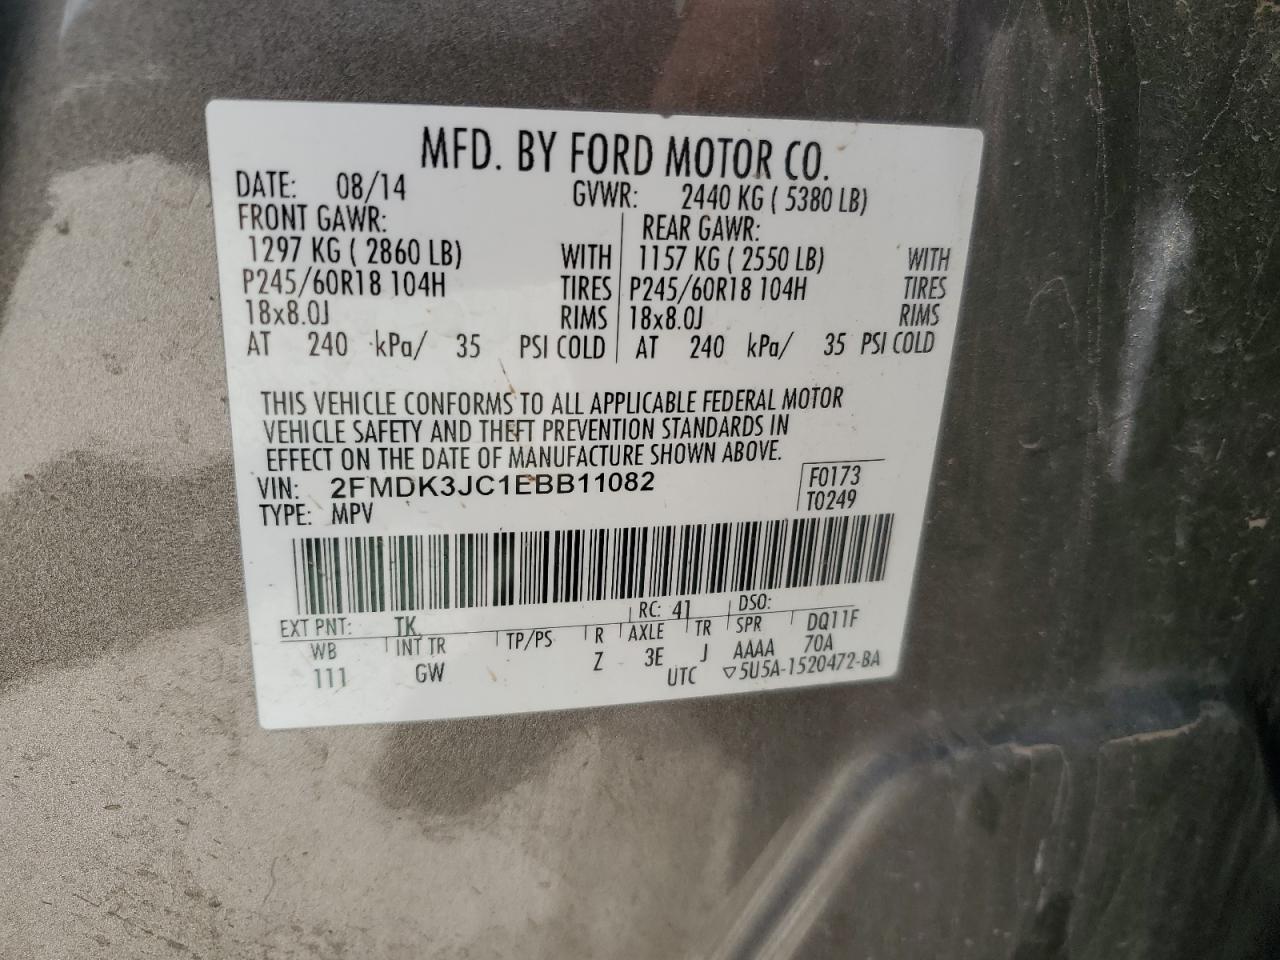 MFD. BY FORD MOTOR CO.
DATE: 08/14 GVWR: 2440 KG ( 5380 LB)
FRONT GAWR: REAR GAWR:
1297 KG ( 2860 LB) WITH 1157 KG ( 2550 LB) WITH
P245/60R18 104H TIRES P245/60R18 104H TIRES
18x8.0J RIMS 18x8.0J RIMS
AT 240 kPa/ 35 PSI COLD AT 240 kPa/ 35 PSI COLD
THIS VEHICLE CONFORMS TO ALL APPLICABLE FEDERAL MOTOR
VEHICLE SAFETY AND THEFT PREVENTION STANDARDS IN
EFFECT ON THE DATE OF MANUFACTURE SHOWN ABOVE.
VIN: 2FMDK3JC1EBB11082 F0173
TYPE: MPV T0249
EXT PNT: TK RC: 41 DSO:
WB INT TR TP/PS R AXLE TR SPR DQ11F
111 GW Z 3E J AAAA 70A
UTC ▽5U5A-1520472-BA